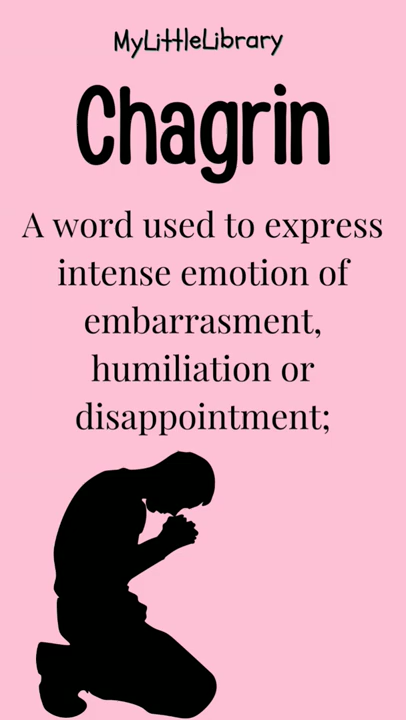 MyLittleLibrary
Chagrin
A word used to express
intense emotion of
embarrasment,
humiliation or
disappointment;